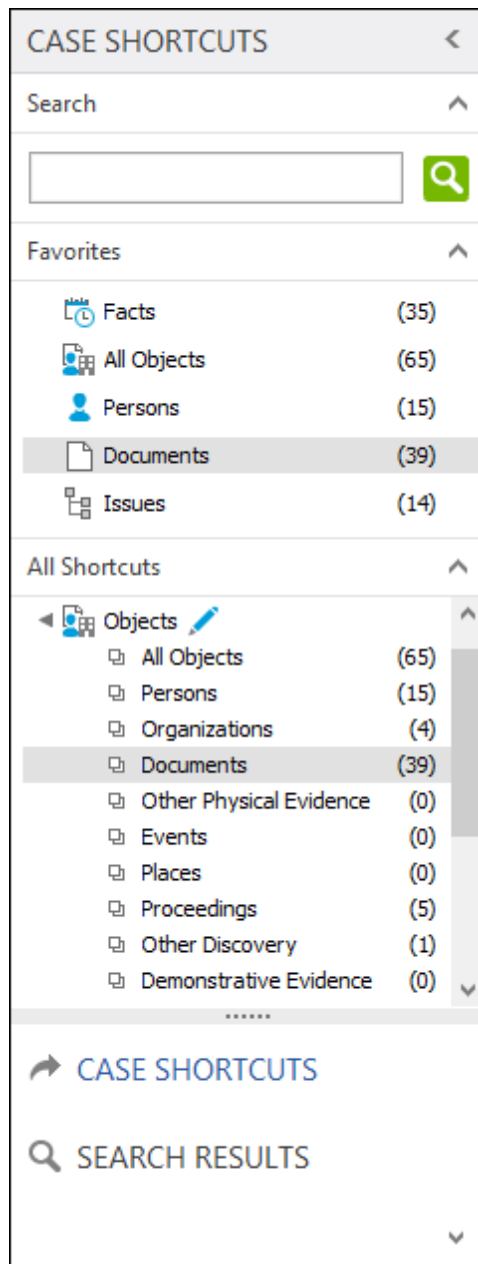 CASE SHORTCUTS
Search
Favorites
Facts (35)
All Objects (65)
Persons (15)
Documents (39)
Issues (14)
All Shortcuts
Objects
All Objects (65)
Persons (15)
Organizations (4)
Documents (39)
Other Physical Evidence (0)
Events (0)
Places (0)
Proceedings (5)
Other Discovery (1)
Demonstrative Evidence (0)
CASE SHORTCUTS
SEARCH RESULTS